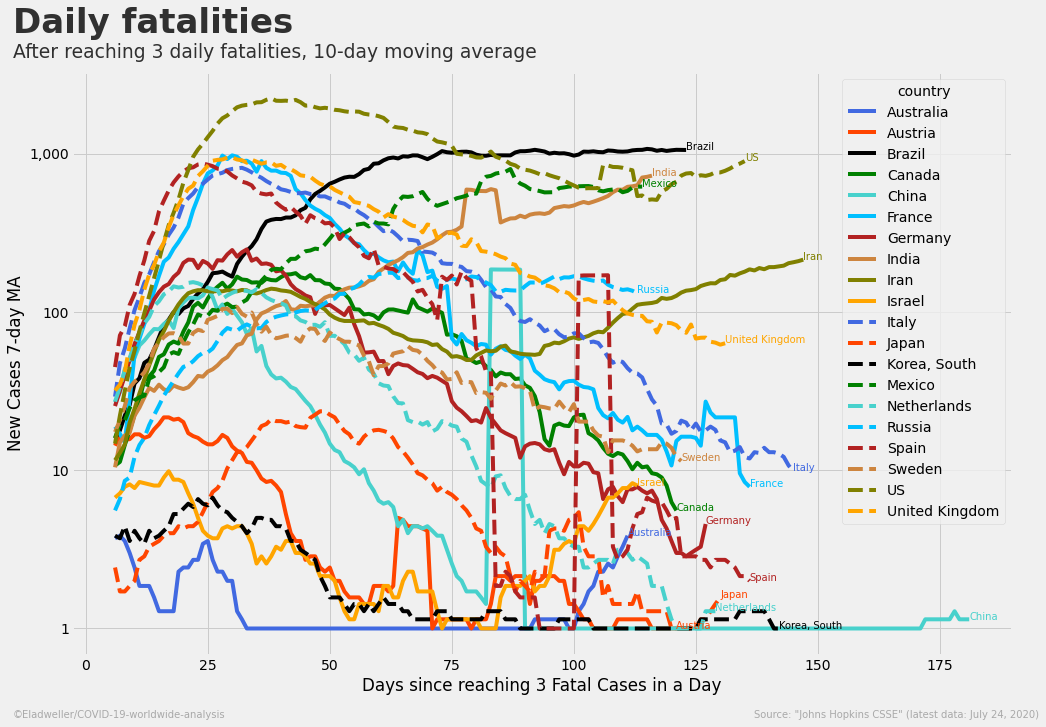 Daily fatalities
After reaching 3 daily fatalities, 10-day moving average
New Cases 7-day MA
1,000
100
10
1
0
25
50
75
100
125
150
175
Days since reaching 3 Fatal Cases in a Day
country
Australia
Austria
Brazil
Canada
China
France
Germany
India
Iran
Israel
Italy
Japan
Korea, South
Mexico
Netherlands
Russia
Spain
Sweden
US
United Kingdom
Brazil
US
India
Mexico
Iran
Russia
United Kingdom
Sweden
Italy
Israel
France
Canada
Germany
Australia
Spain
Japan
Netherlands
China
Austria
Korea, South
©Eladweller/COVID-19-worldwide-analysis
Source: "Johns Hopkins CSSE" (latest data: July 24, 2020)